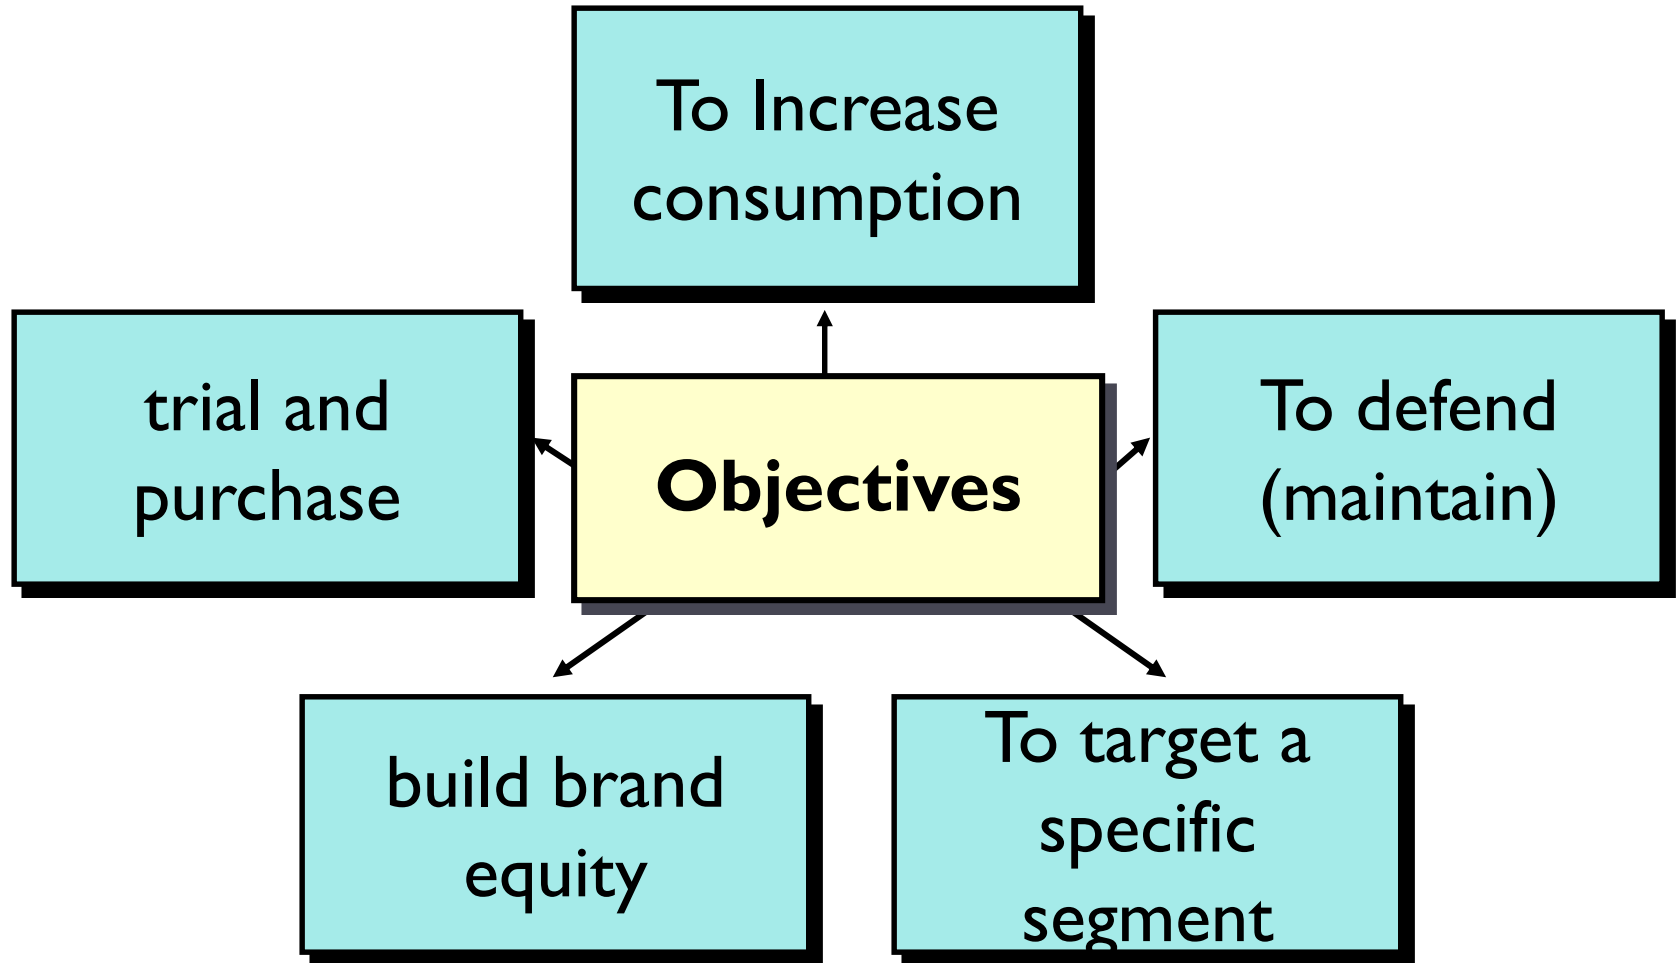 To Increase
consumption
trial and
purchase
Objectives
To defend
(maintain)
build brand
equity
To target a
specific
segment